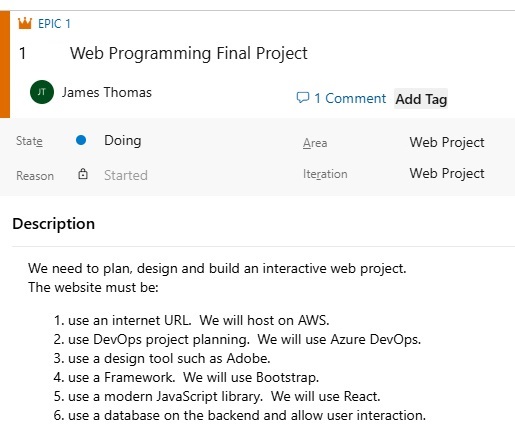 EPIC 1
1 Web Programming Final Project
JT James Thomas
1 Comment Add Tag
State Doing Area Web Project
Reason Started Iteration Web Project
Description
We need to plan, design and build an interactive web project.
The website must be:
1. use an internet URL. We will host on AWS.
2. use DevOps project planning. We will use Azure DevOps.
3. use a design tool such as Adobe.
4. use a Framework. We will use Bootstrap.
5. use a modern JavaScript library. We will use React.
6. use a database on the backend and allow user interaction.